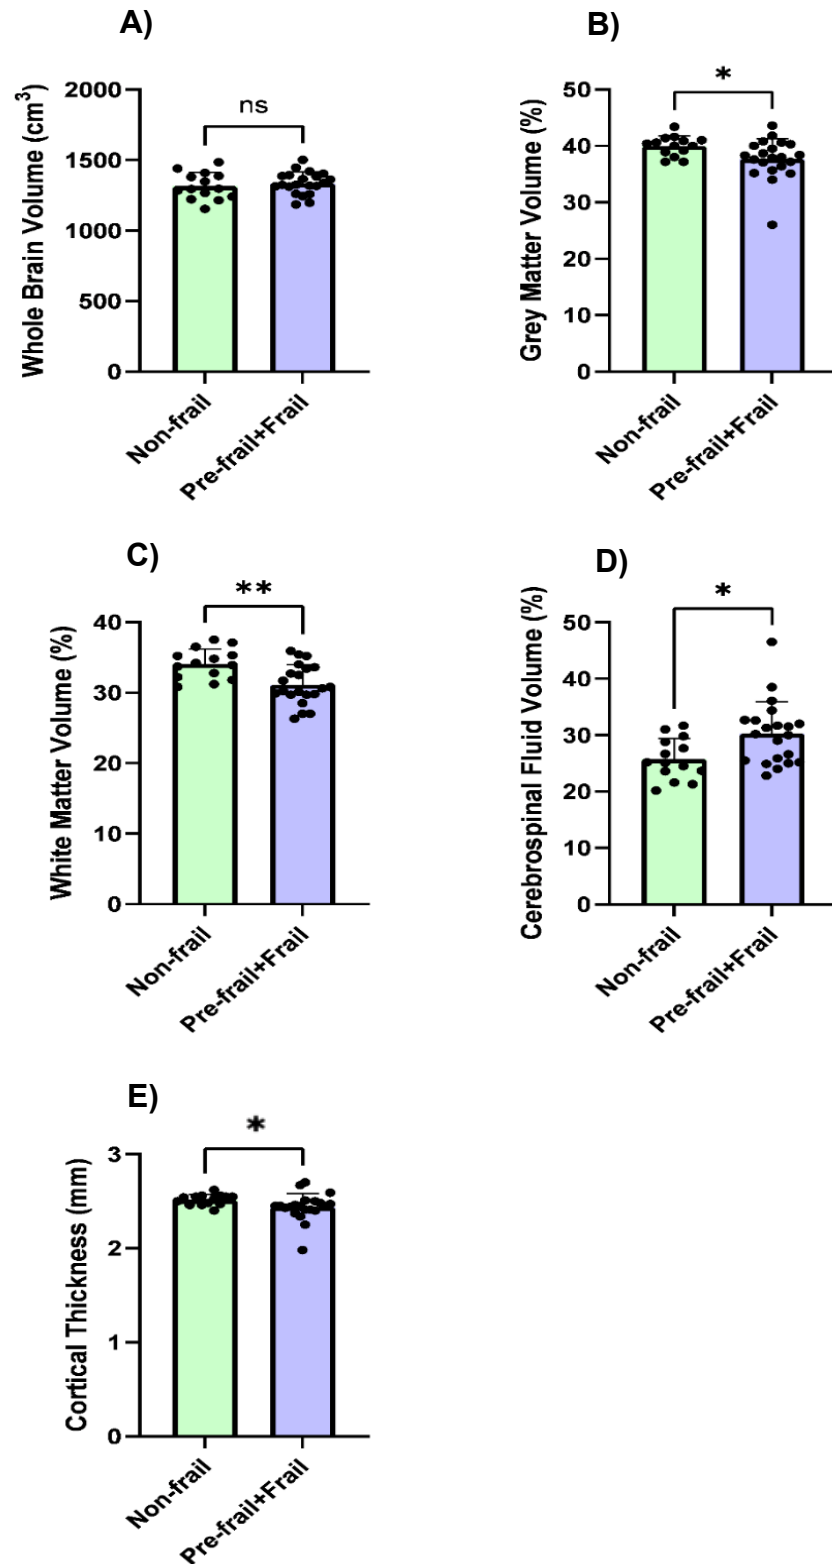 A)
Whole Brain Volume (cm³)
2000
1500
1000
500
0
ns
Non-frail
Pre-frail+Frail
B)
Grey Matter Volume (%)
50
40
30
20
10
0
*
Non-frail
Pre-frail+Frail
C)
White Matter Volume (%)
40
30
20
10
0
**
Non-frail
Pre-frail+Frail
D)
Cerebrospinal Fluid Volume (%)
50
40
30
20
10
0
*
Non-frail
Pre-frail+Frail
E)
Cortical Thickness (mm)
3
2
1
0
*
Non-frail
Pre-frail+Frail